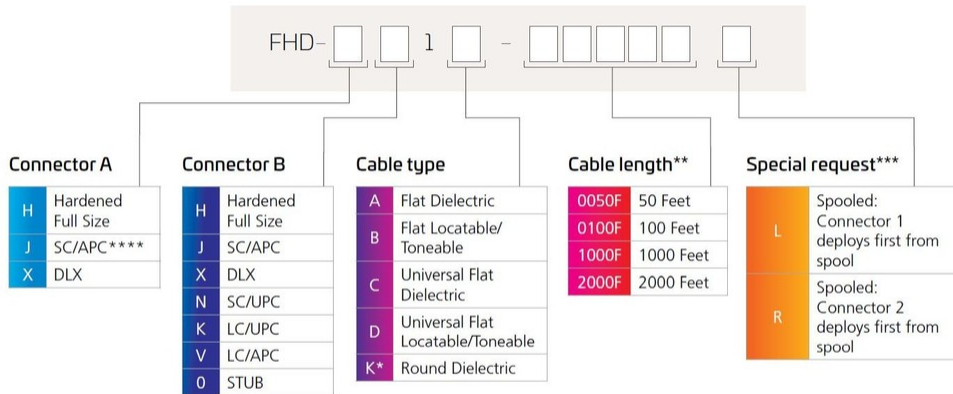 FHD- 1 -
Connector A
H Hardened
Full Size
J SC/APC****
X DLX
Connector B
H Hardened
Full Size
J SC/APC
X DLX
N SC/UPC
K LC/UPC
V LC/APC
0 STUB
Cable type
A Flat Dielectric
B Flat Locatable/
Toneable
C Universal Flat
Dielectric
D Universal Flat
Locatable/Toneable
K* Round Dielectric
Cable length**
0050F 50 Feet
0100F 100 Feet
1000F 1000 Feet
2000F 2000 Feet
Special request***
L Spooled:
Connector 1
deploys first from
spool
R Spooled:
Connector 2
deploys first from
spool